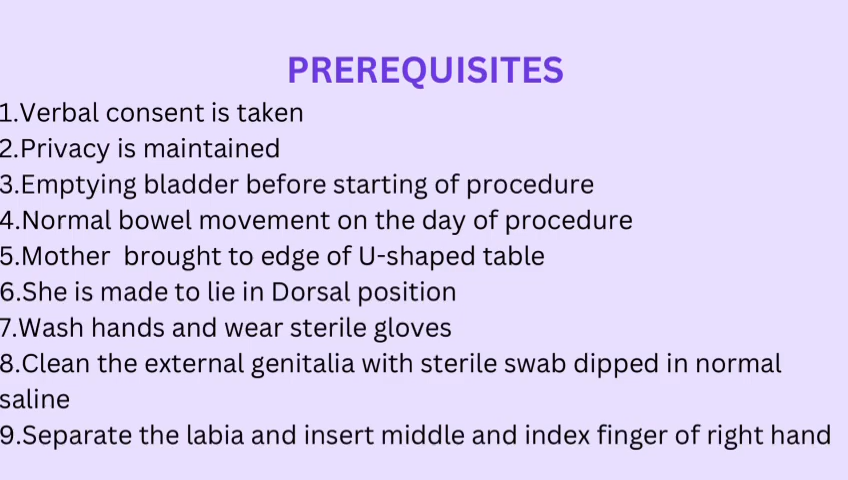 PREREQUISITES
1.Verbal consent is taken
2.Privacy is maintained
3.Emptying bladder before starting of procedure
4.Normal bowel movement on the day of procedure
5.Mother  brought to edge of U-shaped table
6.She is made to lie in Dorsal position
7.Wash hands and wear sterile gloves
8.Clean the external genitalia with sterile swab dipped in normal
saline
9.Separate the labia and insert middle and index finger of right hand